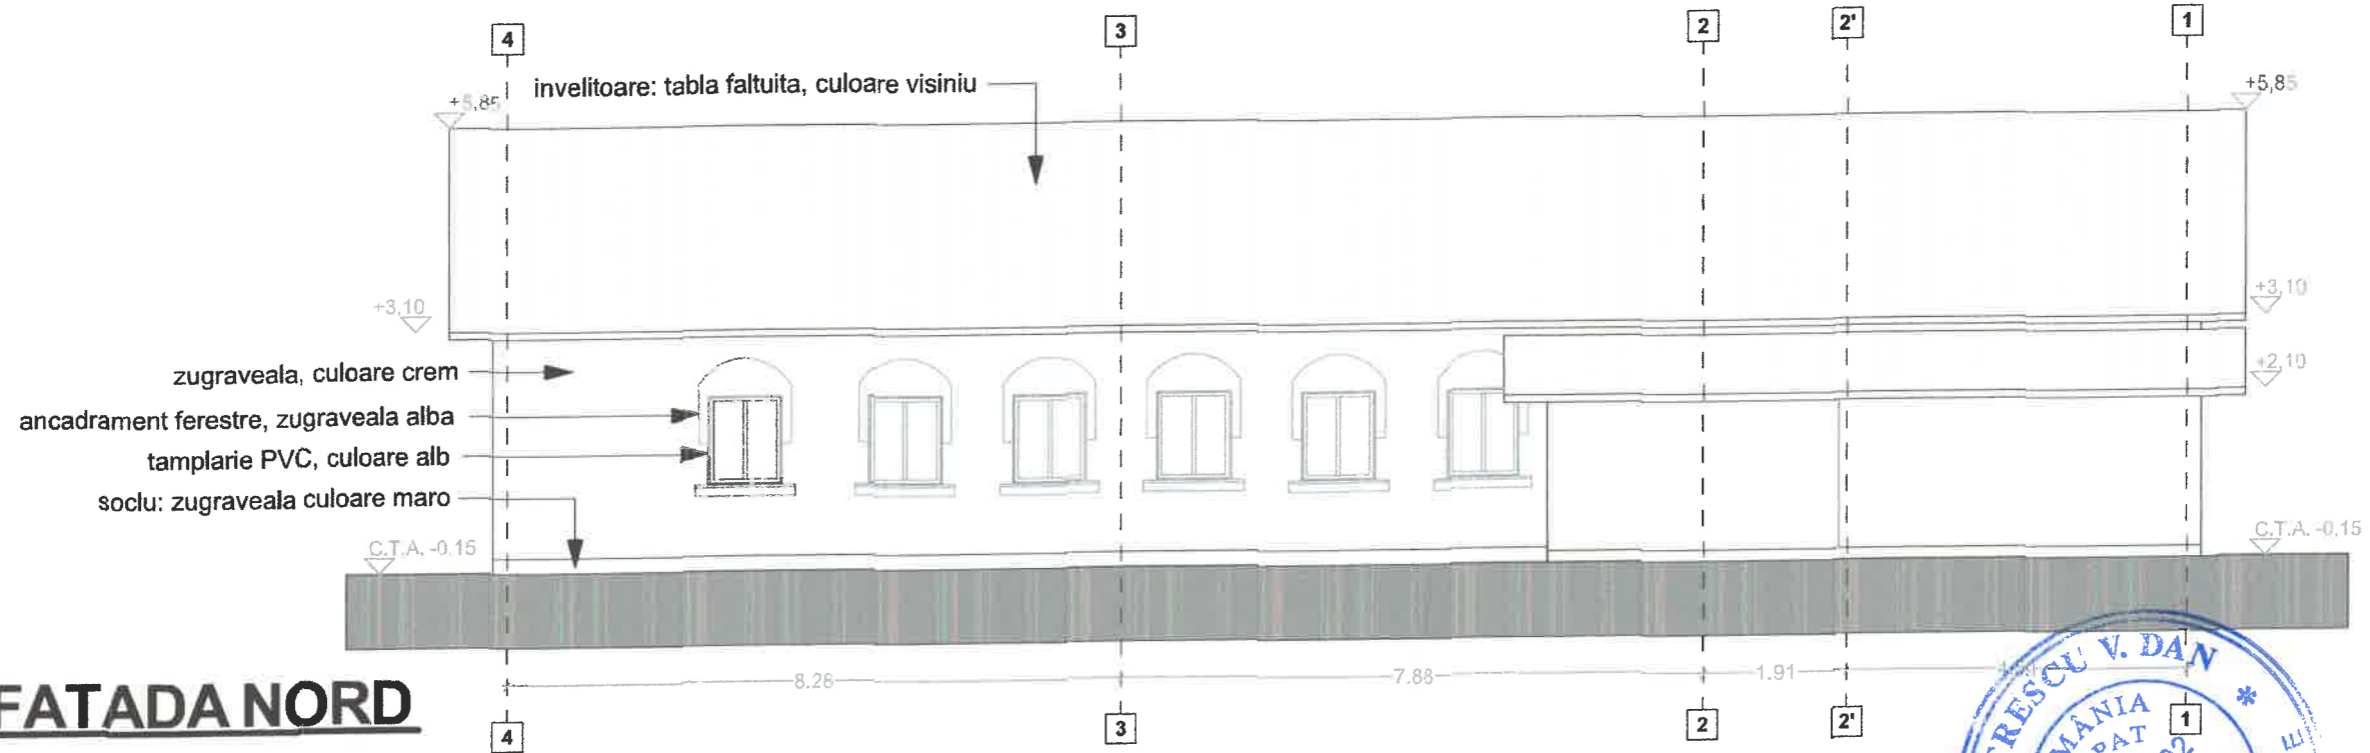 4
3
2
2'
1
invelitoare: tabla faltuita, culoare visiniu
+5,85
+5,85
+3,10
+3,10
zugraveala, culoare crem
+2,10
ancadrament ferestre, zugraveala alba
tamplarie PVC, culoare alb
soclu: zugraveala culoare maro
C.T.A. -0.15
C.T.A. -0,15
8.28
7.88
1.91
FATADA NORD
4
3
2
2'
1
RESCU V. DAN *